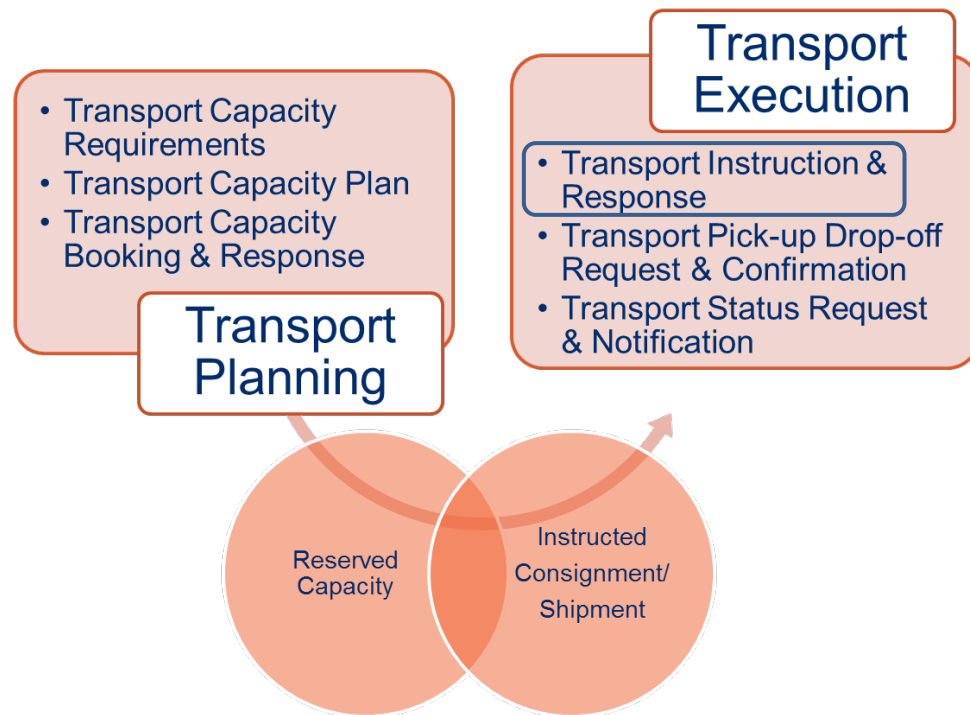 • Transport Capacity
Requirements
• Transport Capacity Plan
• Transport Capacity
Booking & Response
Transport
Planning
Transport
Execution
• Transport Instruction &
Response
• Transport Pick-up Drop-off
Request & Confirmation
• Transport Status Request
& Notification
Reserved
Capacity
Instructed
Consignment/
Shipment